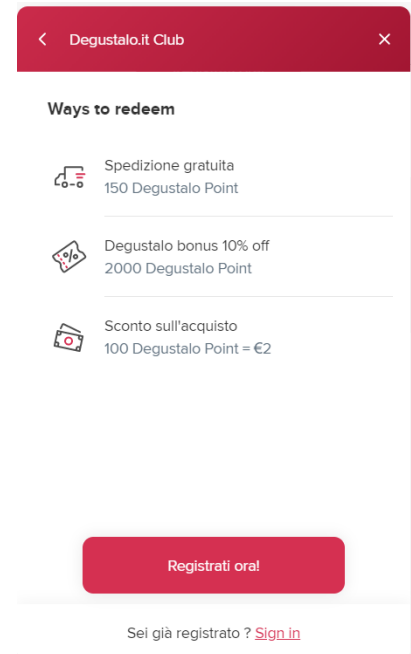 Degustalo.it Club
Ways to redeem
Spedizione gratuita
150 Degustalo Point
Degustalo bonus 10% off
2000 Degustalo Point
Sconto sull'acquisto
100 Degustalo Point = €2
Registrati ora!
Sei già registrato ? Sign in